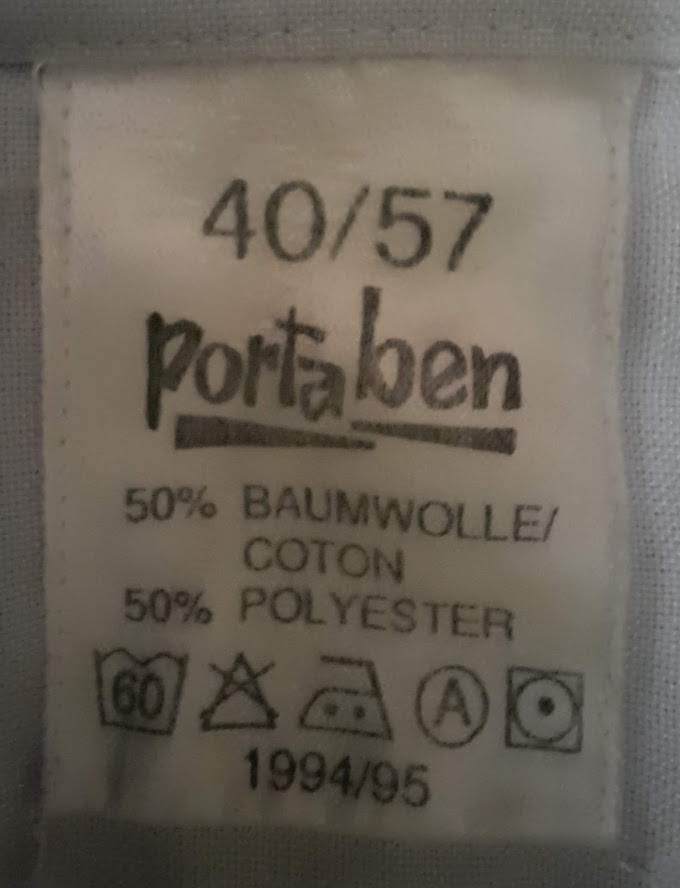 40/57
portaben
50% BAUMWOLLE/
COTON
50% POLYESTER
60 A
1994/95